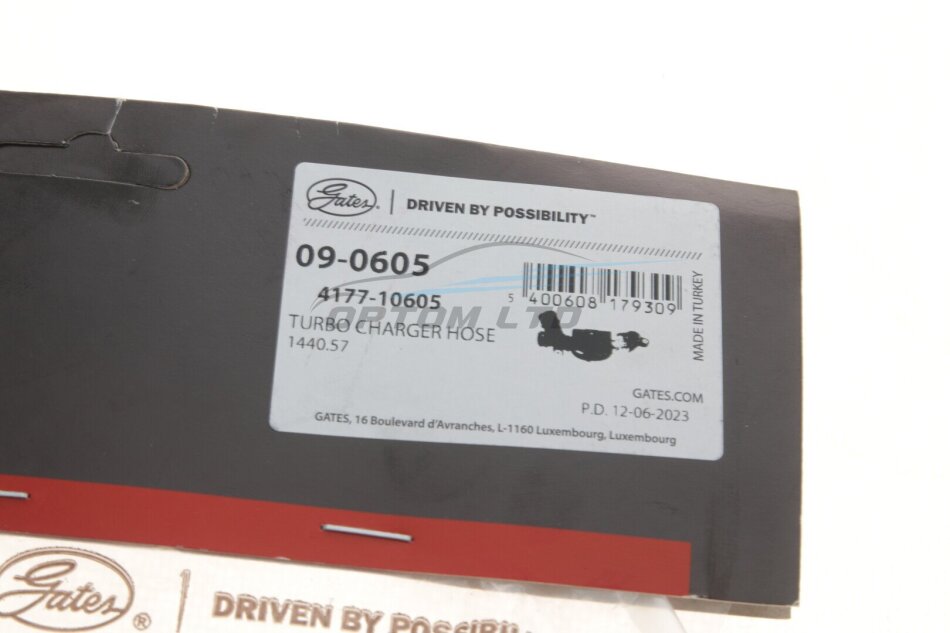 Gates® | DRIVEN BY POSSIBILITY™
09-0605
4177-10605
TURBO CHARGER HOSE
1440.57
5 400608 179309
MADE IN TURKEY
OPTOM LTD
GATES.COM
P.D. 12-06-2023
GATES, 16 Boulevard d'Avranches, L-1160 Luxembourg, Luxembourg
Gates® | DRIVEN BY POSSIBILITY